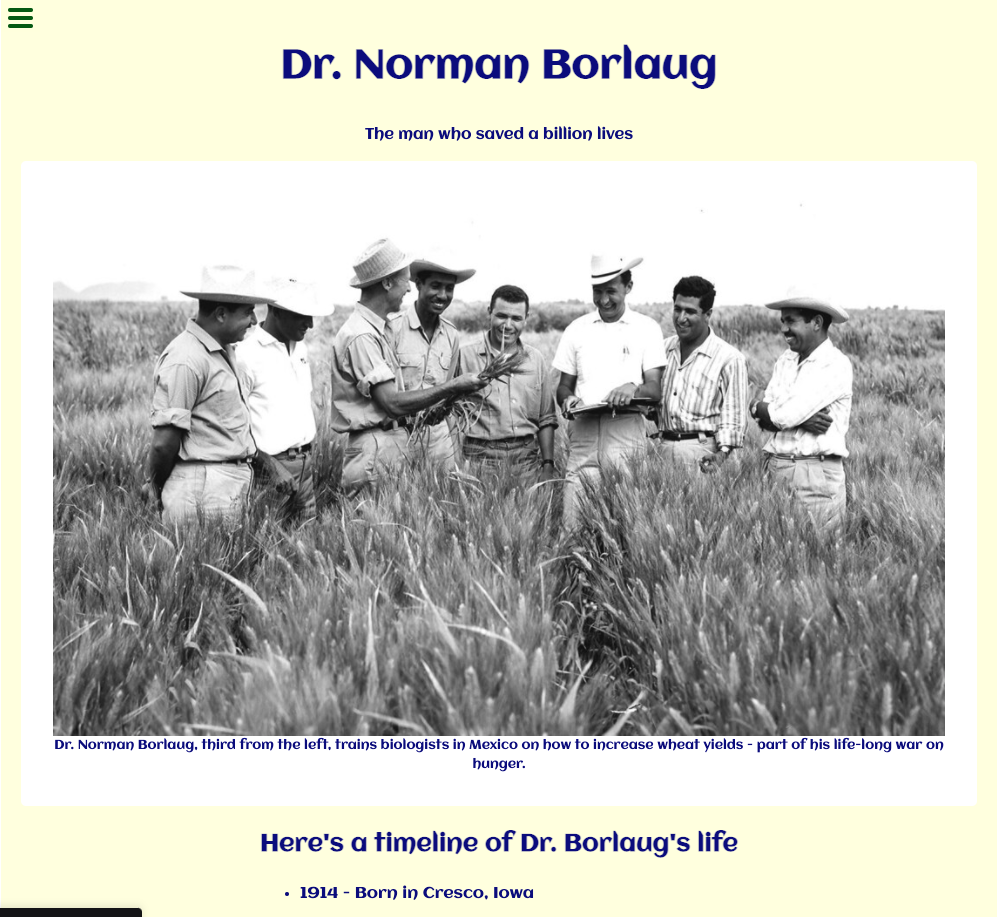 Dr. Norman Borlaug
The man who saved a billion lives
Dr. Norman Borlaug, third from the left, trains biologists in Mexico on how to increase wheat yields - part of his life-long war on
hunger.
Here's a timeline of Dr. Borlaug's life
• 1914 - Born in Cresco, Iowa